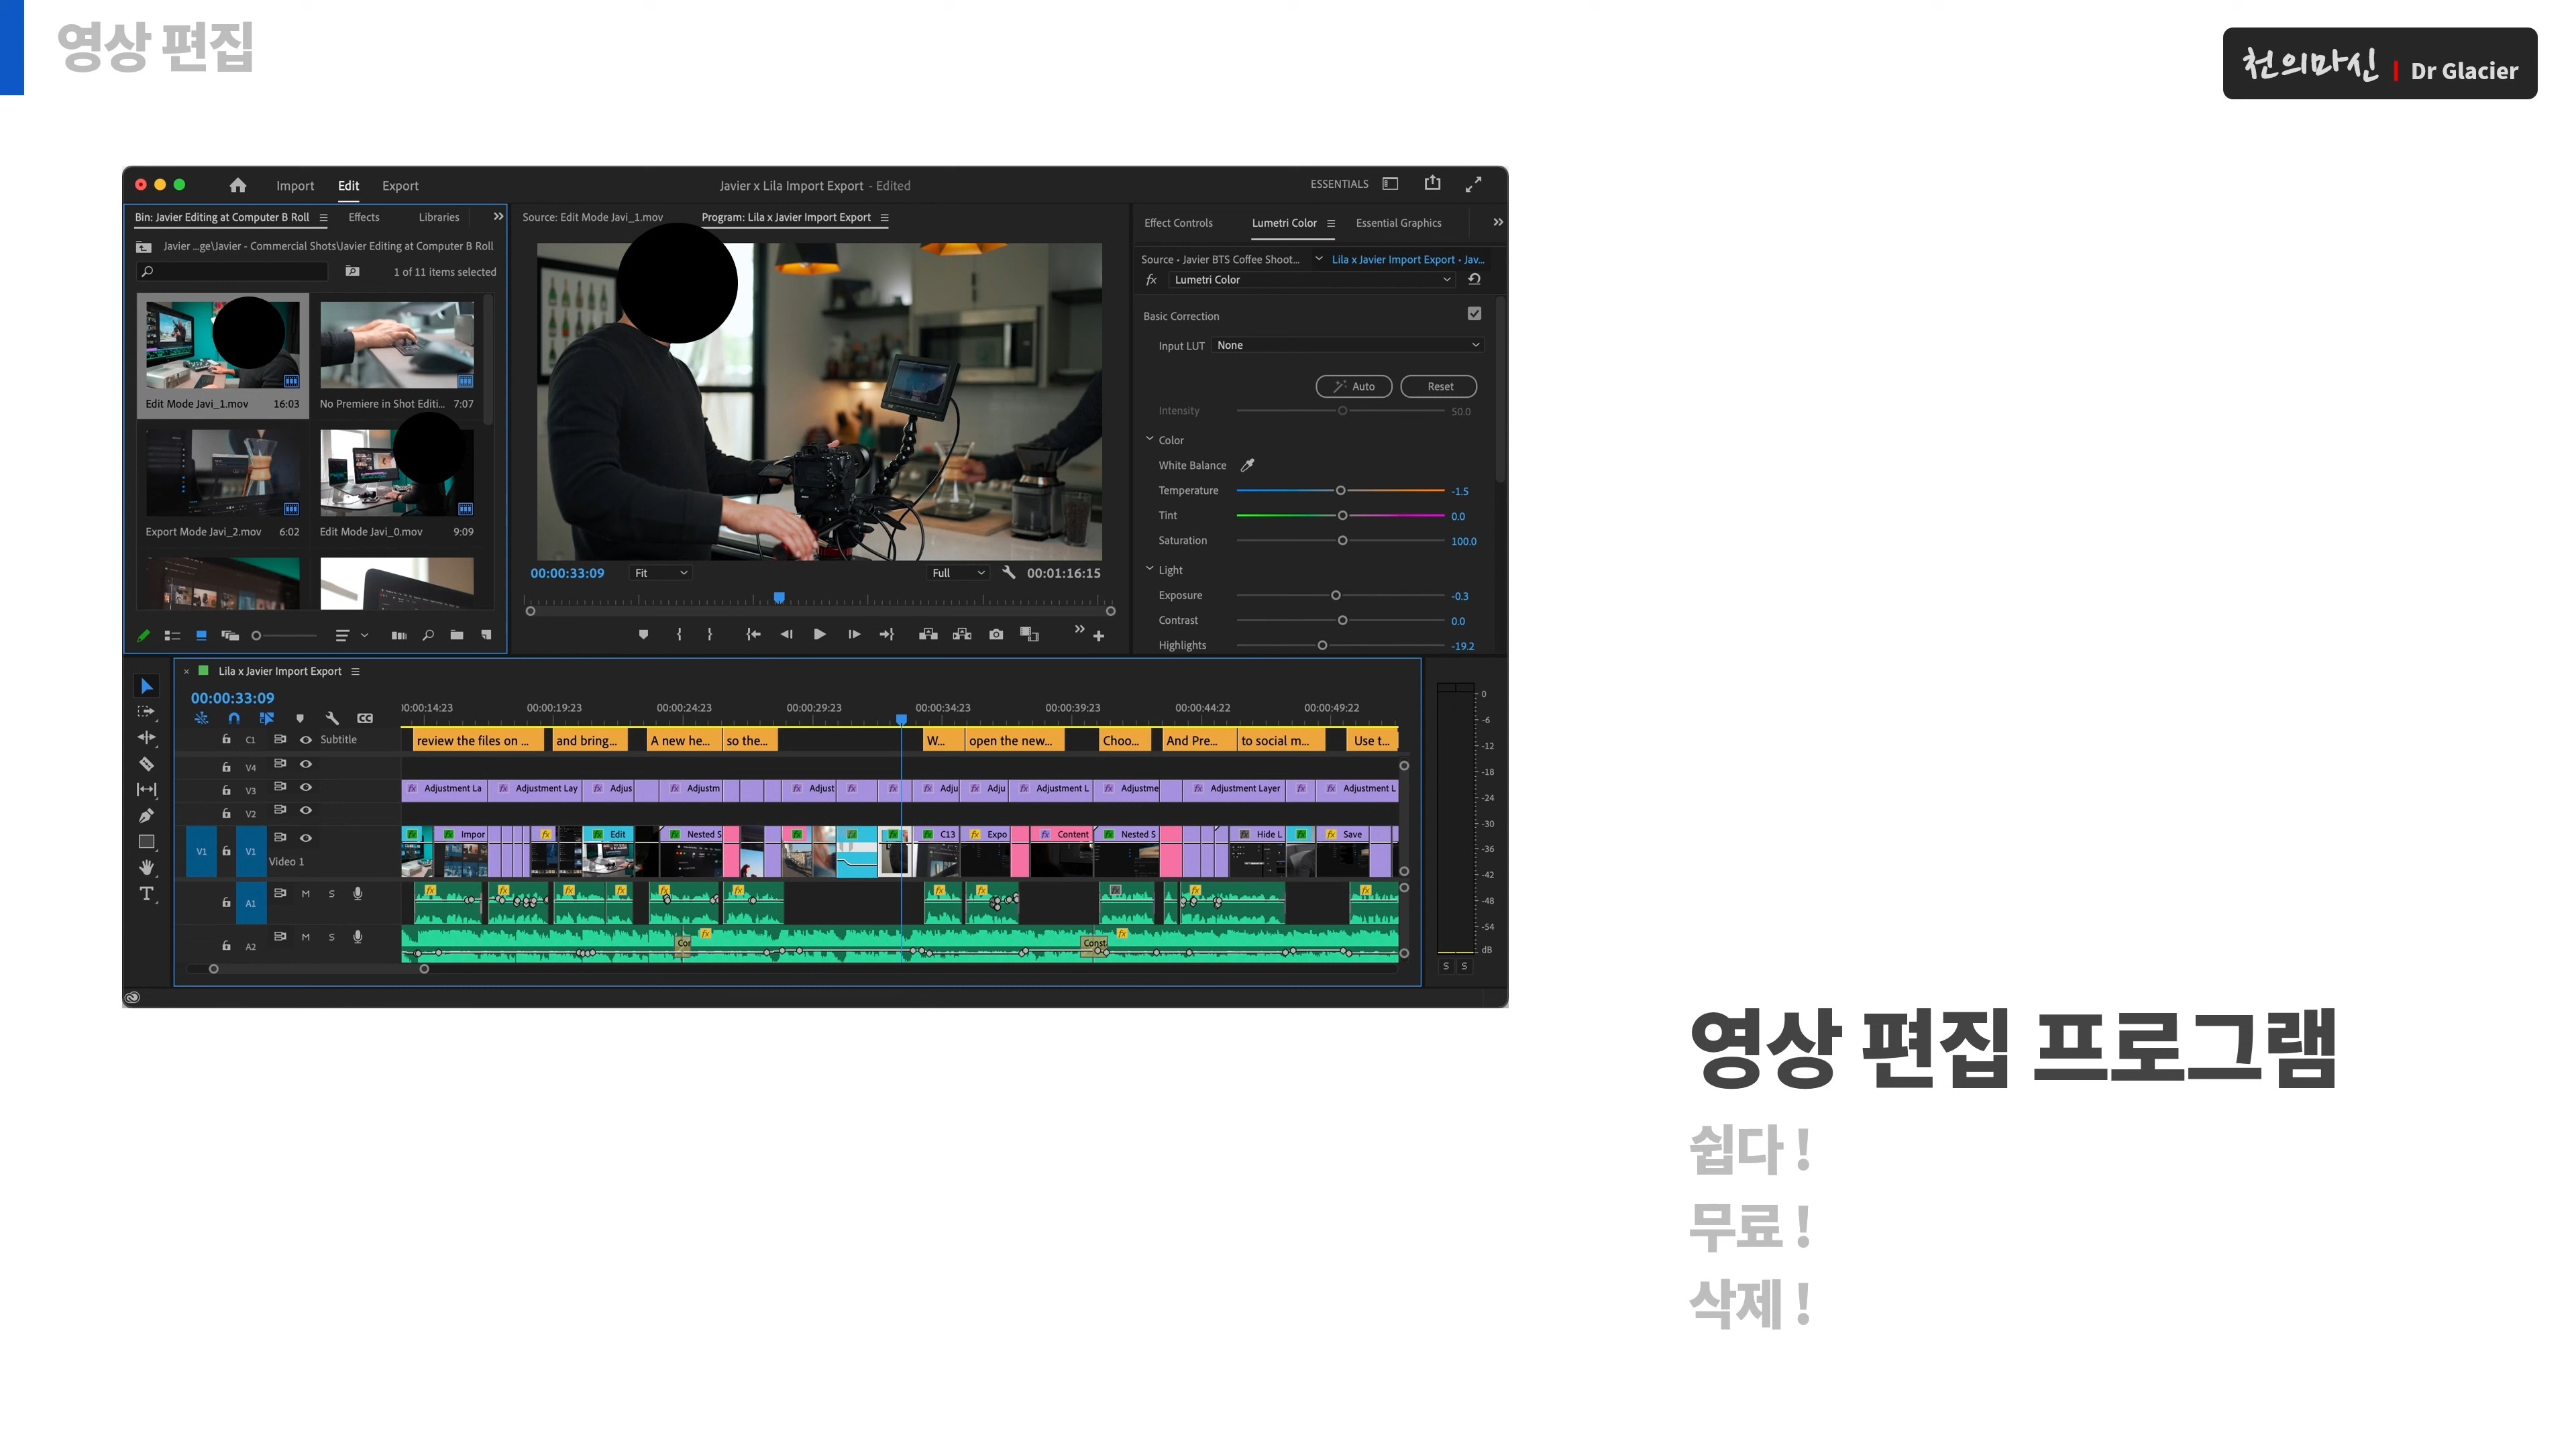 영상 편집
천의마신 | Dr Glacier
Import Edit Export
Javier x Lila Import Export - Edited
ESSENTIALS
Bin: Javier Editing at Computer B Roll Effects Libraries
Source: Edit Mode Javi_1.mov Program: Lila x Javier Import Export
Effect Controls Lumetri Color Essential Graphics
Javier ...ge\Javier - Commercial Shots\Javier Editing at Computer B Roll
1 of 11 items selected
Edit Mode Javi_1.mov 16:03
No Premiere in Shot Editi... 7:07
Export Mode Javi_2.mov 6:02
Edit Mode Javi_0.mov 9:09
00:00:33:09 Fit Full 00:01:16:15
Source • Javier BTS Coffee Shoot... Lila x Javier Import Export • Jav...
fx Lumetri Color
Basic Correction
Input LUT None
Auto Reset
Intensity 50.0
Color
White Balance
Temperature -1.5
Tint 0.0
Saturation 100.0
Light
Exposure -0.3
Contrast 0.0
Highlights -19.2
× Lila x Javier Import Export
00:00:33:09
00:00:14:23 00:00:19:23 00:00:24:23 00:00:29:23 00:00:34:23 00:00:39:23 00:00:44:22 00:00:49:22
C1 Subtitle review the files on ... and bring... A new he... so the... W... open the new... Choo... And Pre... to social m... Use t...
V4
V3 fx Adjustment La fx Adjustment Lay fx Adjus fx Adjustm fx Adjust fx fx fx Adju fx Adju fx Adjustment L fx Adjustme fx Adjustment Layer fx fx Adjustment L
V2
V1 V1 Video 1 Impor Edit Nested S C13 Expo Content Nested S Hide L Save
A1 M S
A2 M S Cor Const
0
-6
-12
-18
-24
-30
-36
-42
-48
-54
dB
S S
영상 편집 프로그램
쉽다 !
무료 !
삭제 !